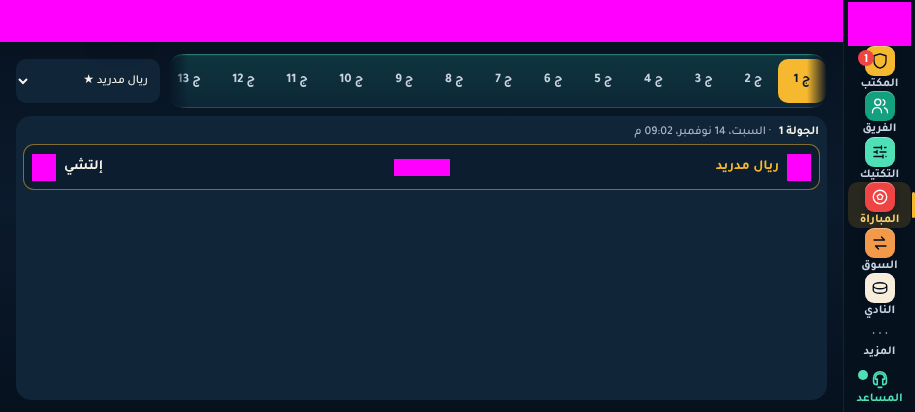 1
المكتب
الفريق
التكتيك
المباراة
السوق
النادي
...
المزيد
المساعد
ج 1 ج 2 ج 3 ج 4 ج 5 ج 6 ج 7 ج 8 ج 9 ج 10 ج 11 ج 12 ج 13
ريال مدريد ★
الجولة 1 · السبت، 14 نوفمبر، 09:02 م
ريال مدريد
إلتشي